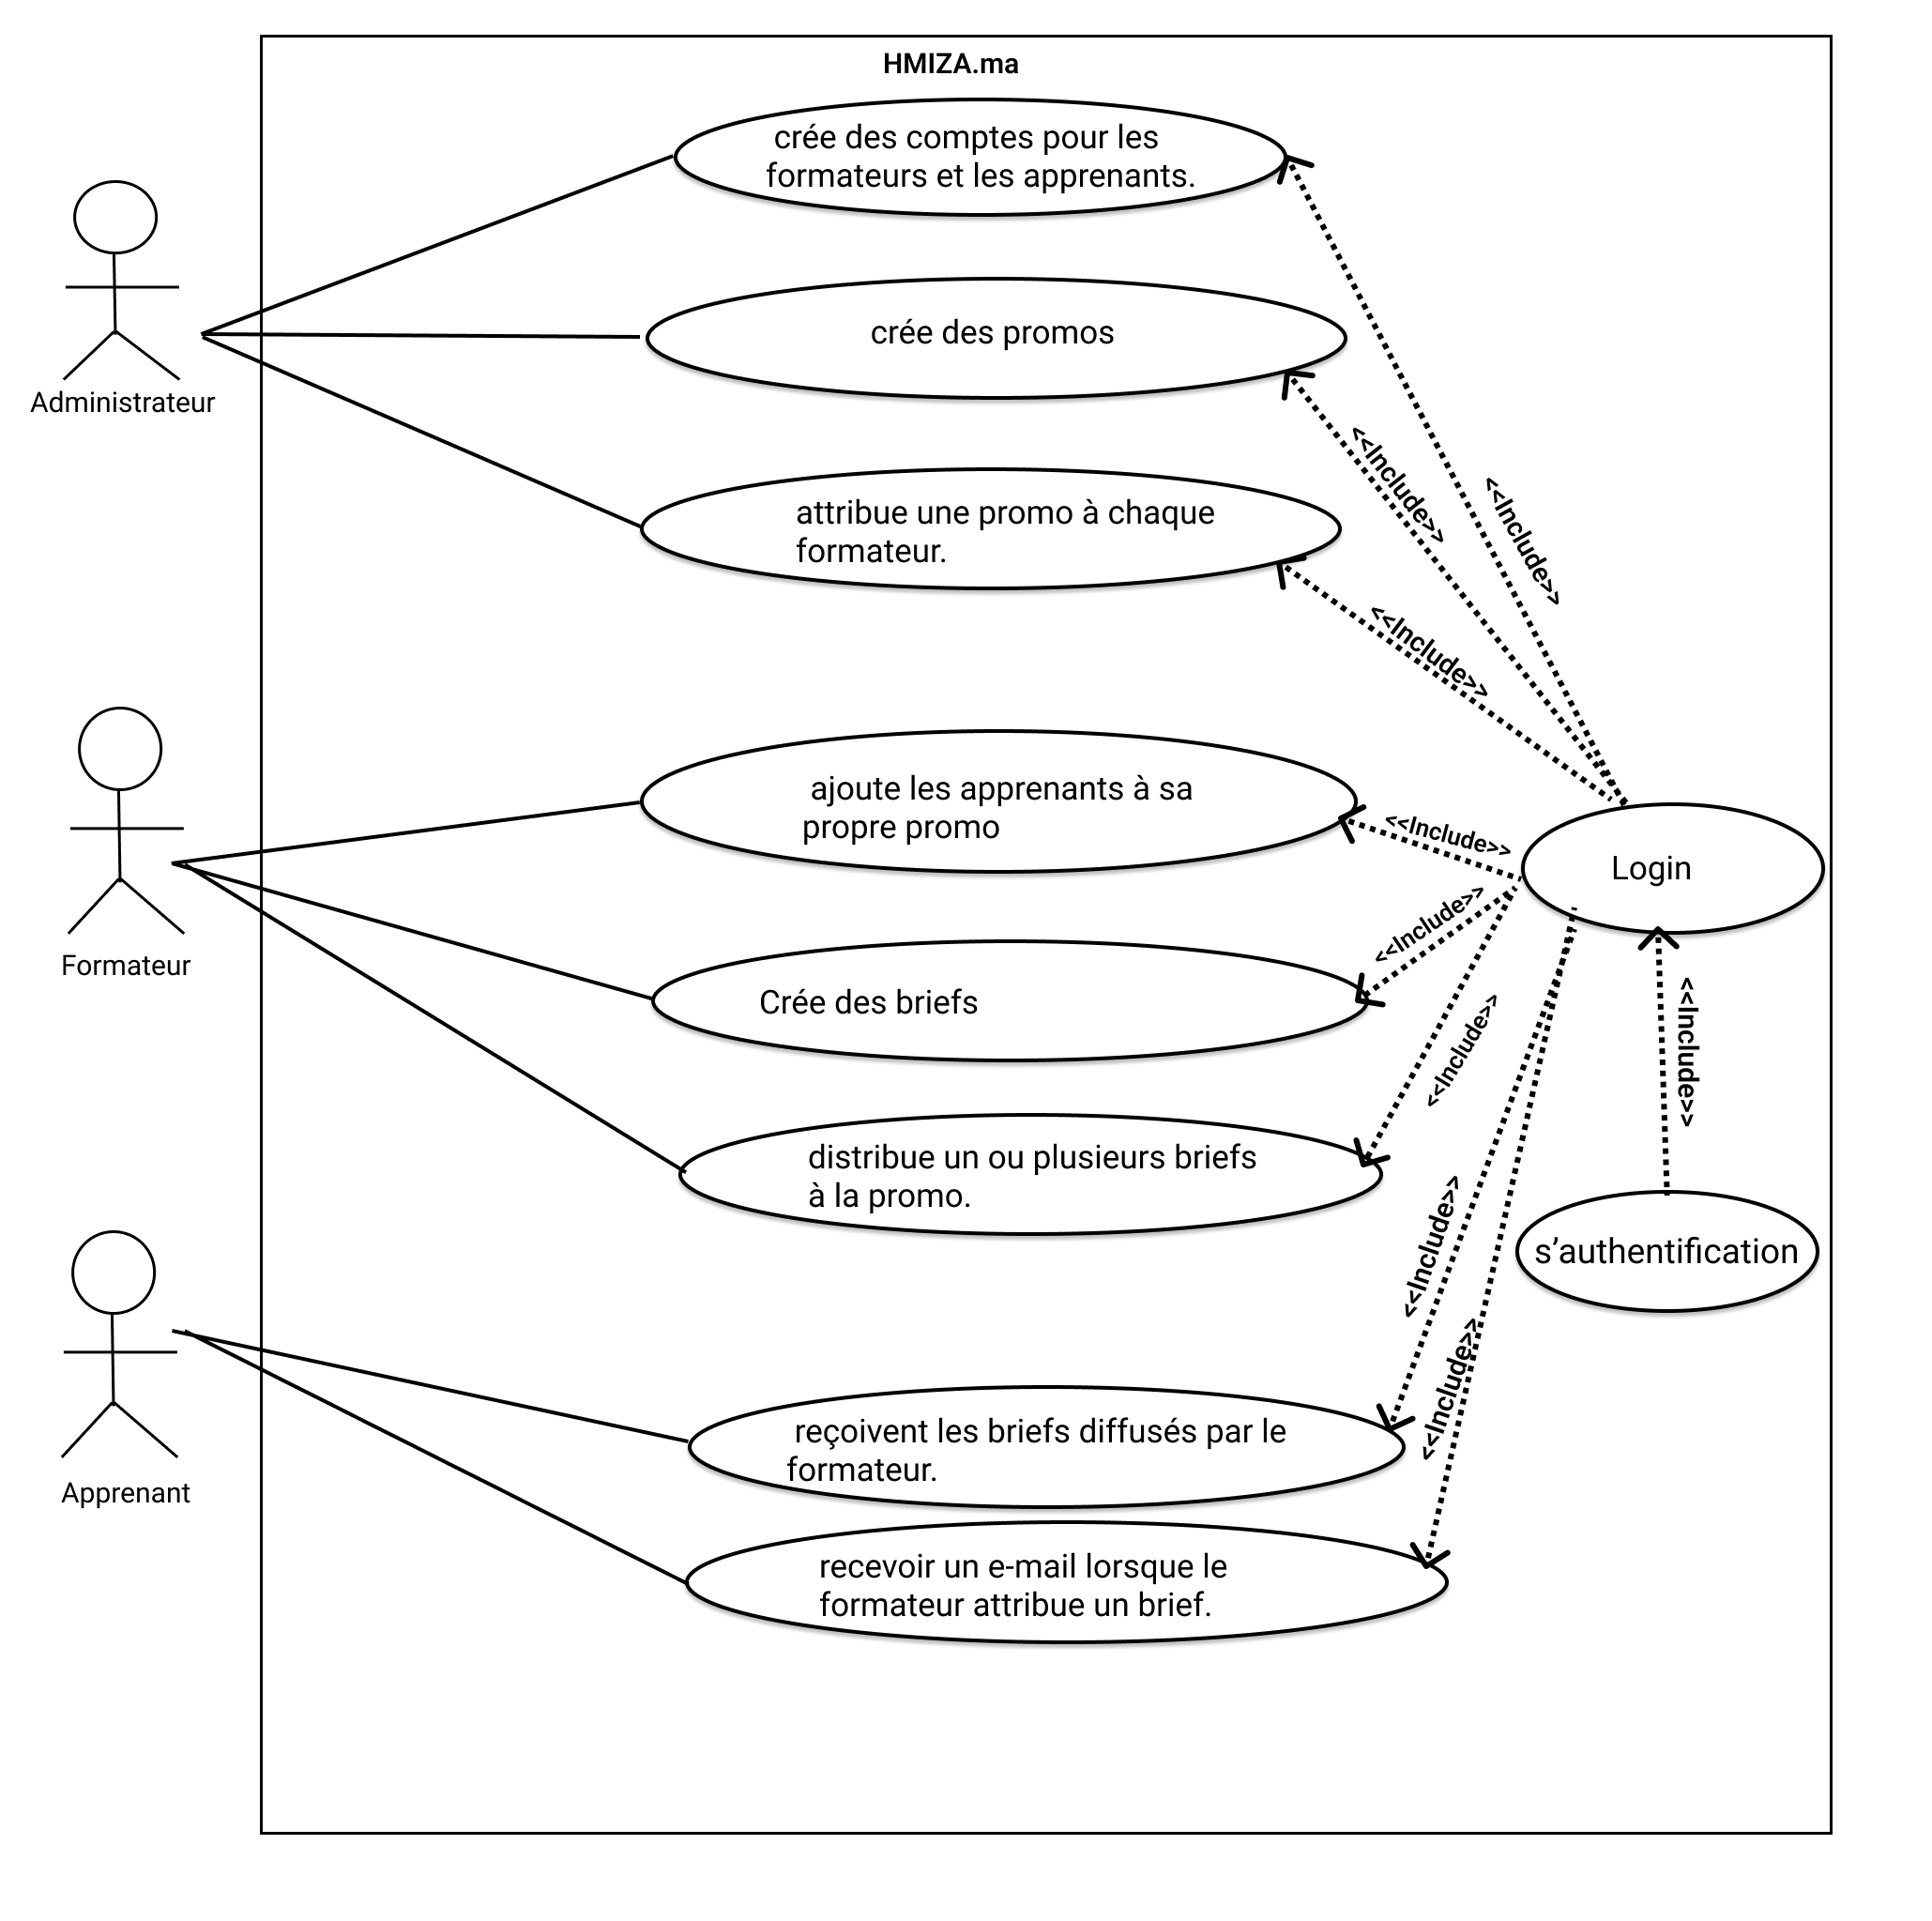 HMIZA.ma
crée des comptes pour les
formateurs et les apprenants.
Administrateur
crée des promos
<<Include>>
<<Include>>
attribue une promo à chaque
formateur.
<<Include>>
ajoute les apprenants à sa
propre promo
<<Include>>
Login
<<Include>>
Formateur
Crée des briefs
<<Include>>
<<Include>>
distribue un ou plusieurs briefs
à la promo.
<<Include>>
s’authentification
<<Include>>
reçoivent les briefs diffusés par le
formateur.
Apprenant
recevoir un e-mail lorsque le
formateur attribue un brief.